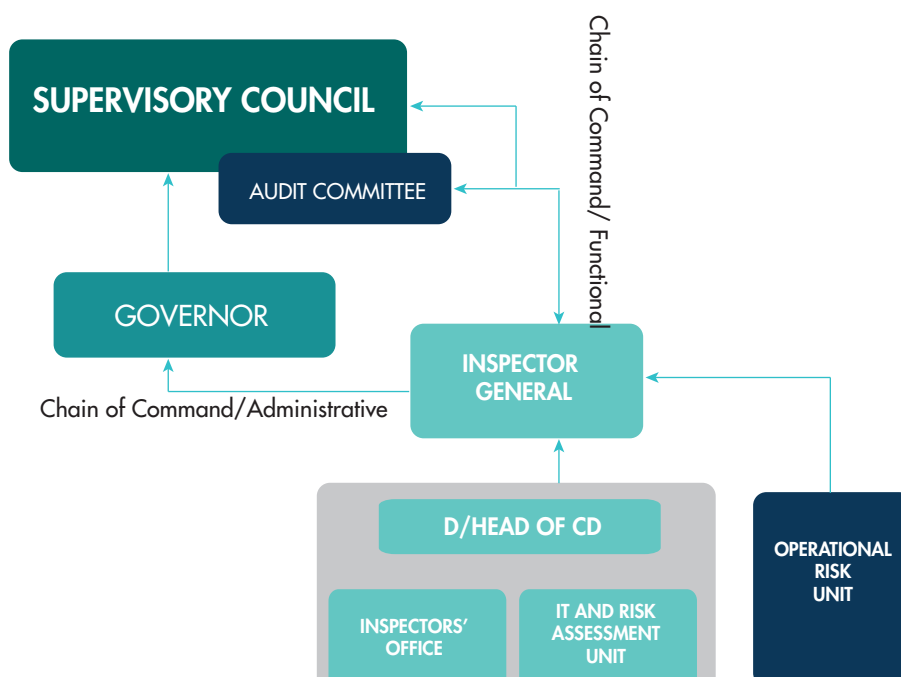 SUPERVISORY COUNCIL
AUDIT COMMITTEE
Chain of Command/ Functional
GOVERNOR
INSPECTOR
GENERAL
Chain of Command/Administrative
D/HEAD OF CD
INSPECTORS’
OFFICE
IT AND RISK
ASSESSMENT
UNIT
OPERATIONAL
RISK
UNIT